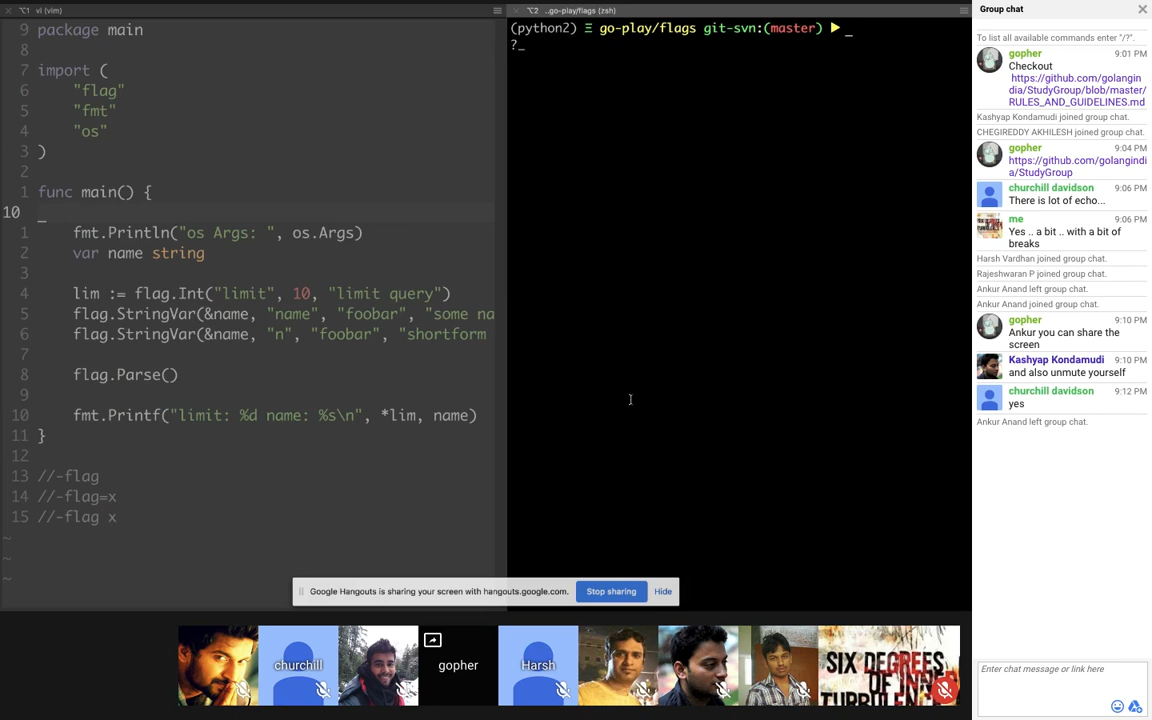 ⌥1 vi (vim)
9 package main
8
7 import (
6 "flag"
5 "fmt"
4 "os"
3 )
2
1 func main() {
10
1 fmt.Println("os Args: ", os.Args)
2 var name string
3
4 lim := flag.Int("limit", 10, "limit query")
5 flag.StringVar(&name, "name", "foobar", "some na
6 flag.StringVar(&name, "n", "foobar", "shortform
7
8 flag.Parse()
9
10 fmt.Printf("limit: %d name: %s\n", *lim, name)
11 }
12
13 //-flag
14 //-flag=x
15 //-flag x
~
~
~
⌥2 ..go-play/flags (zsh)
(python2) Ξ go-play/flags git-svn:(master) ▶ _
?_
Google Hangouts is sharing your screen with hangouts.google.com. Stop sharing Hide
churchill
gopher
Harsh
SIX DEGREES
OF INN
TURBULEN
Group chat
To list all available commands enter "/?".
gopher 9:01 PM
Checkout
https://github.com/golangin
dia/StudyGroup/blob/master/
RULES_AND_GUIDELINES.md
Kashyap Kondamudi joined group chat.
CHEGIREDDY AKHILESH joined group chat.
gopher 9:04 PM
https://github.com/golangindi
a/StudyGroup
churchill davidson 9:06 PM
There is lot of echo...
me 9:06 PM
Yes .. a bit .. with a bit of
breaks
Harsh Vardhan joined group chat.
Rajeshwaran P joined group chat.
Ankur Anand left group chat.
Ankur Anand joined group chat.
gopher 9:10 PM
Ankur you can share the
screen
Kashyap Kondamudi 9:10 PM
and also unmute yourself
churchill davidson 9:12 PM
yes
Ankur Anand left group chat.
Enter chat message or link here